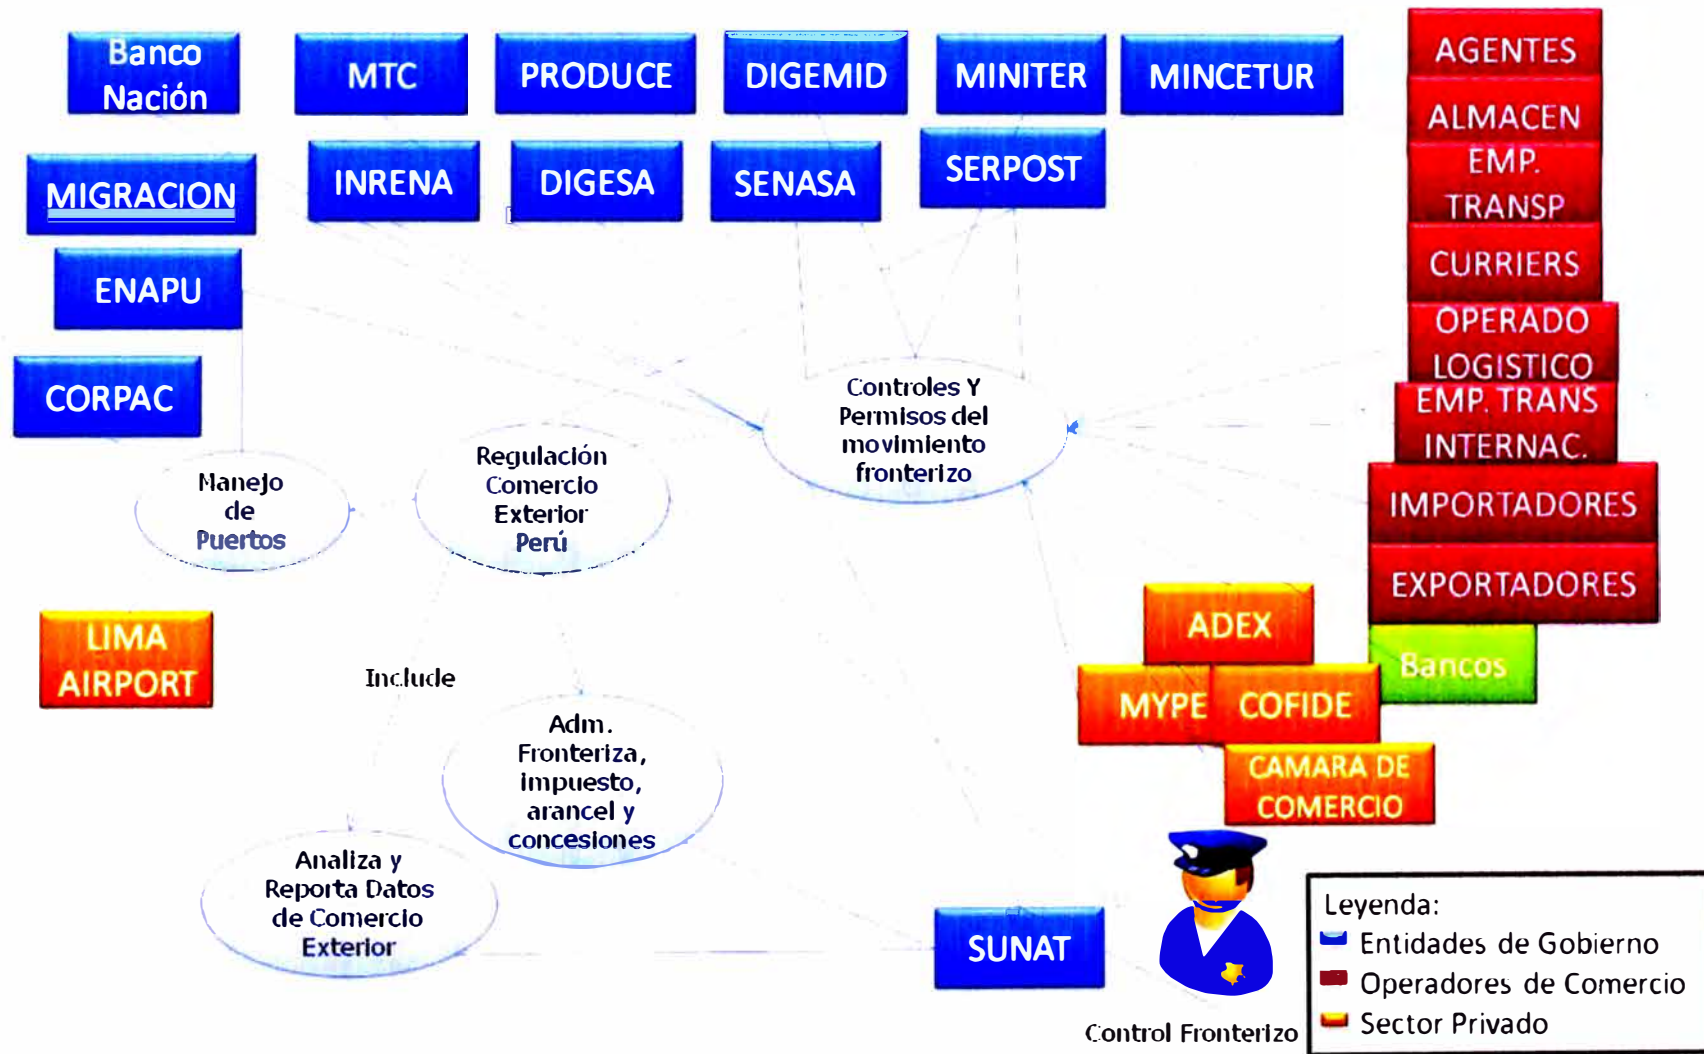 Banco
Nación
MTC
PRODUCE
DIGEMID
MINITER
MINCETUR
MIGRACION
INRENA
DIGESA
SENASA
SERPOST
ENAPU
CORPAC
AGENTES
ALMACEN
EMP.
TRANSP
CURRIERS
OPERADO
LOGISTICO
EMP. TRANS
INTERNAC.
IMPORTADORES
EXPORTADORES
Bancos
Controles Y
Permisos del
movimiento
fronterizo
Regulación
Comercio
Exterior
Perú
Manejo
de
Puertos
LIMA
AIRPORT
Include
Adm.
Fronteriza,
impuesto,
arancel y
concesiones
Analiza y
Reporta Datos
de Comercio
Exterior
ADEX
MYPE
COFIDE
CAMARA DE
COMERCIO
SUNAT
Control Fronterizo
Leyenda:
Entidades de Gobierno
Operadores de Comercio
Sector Privado